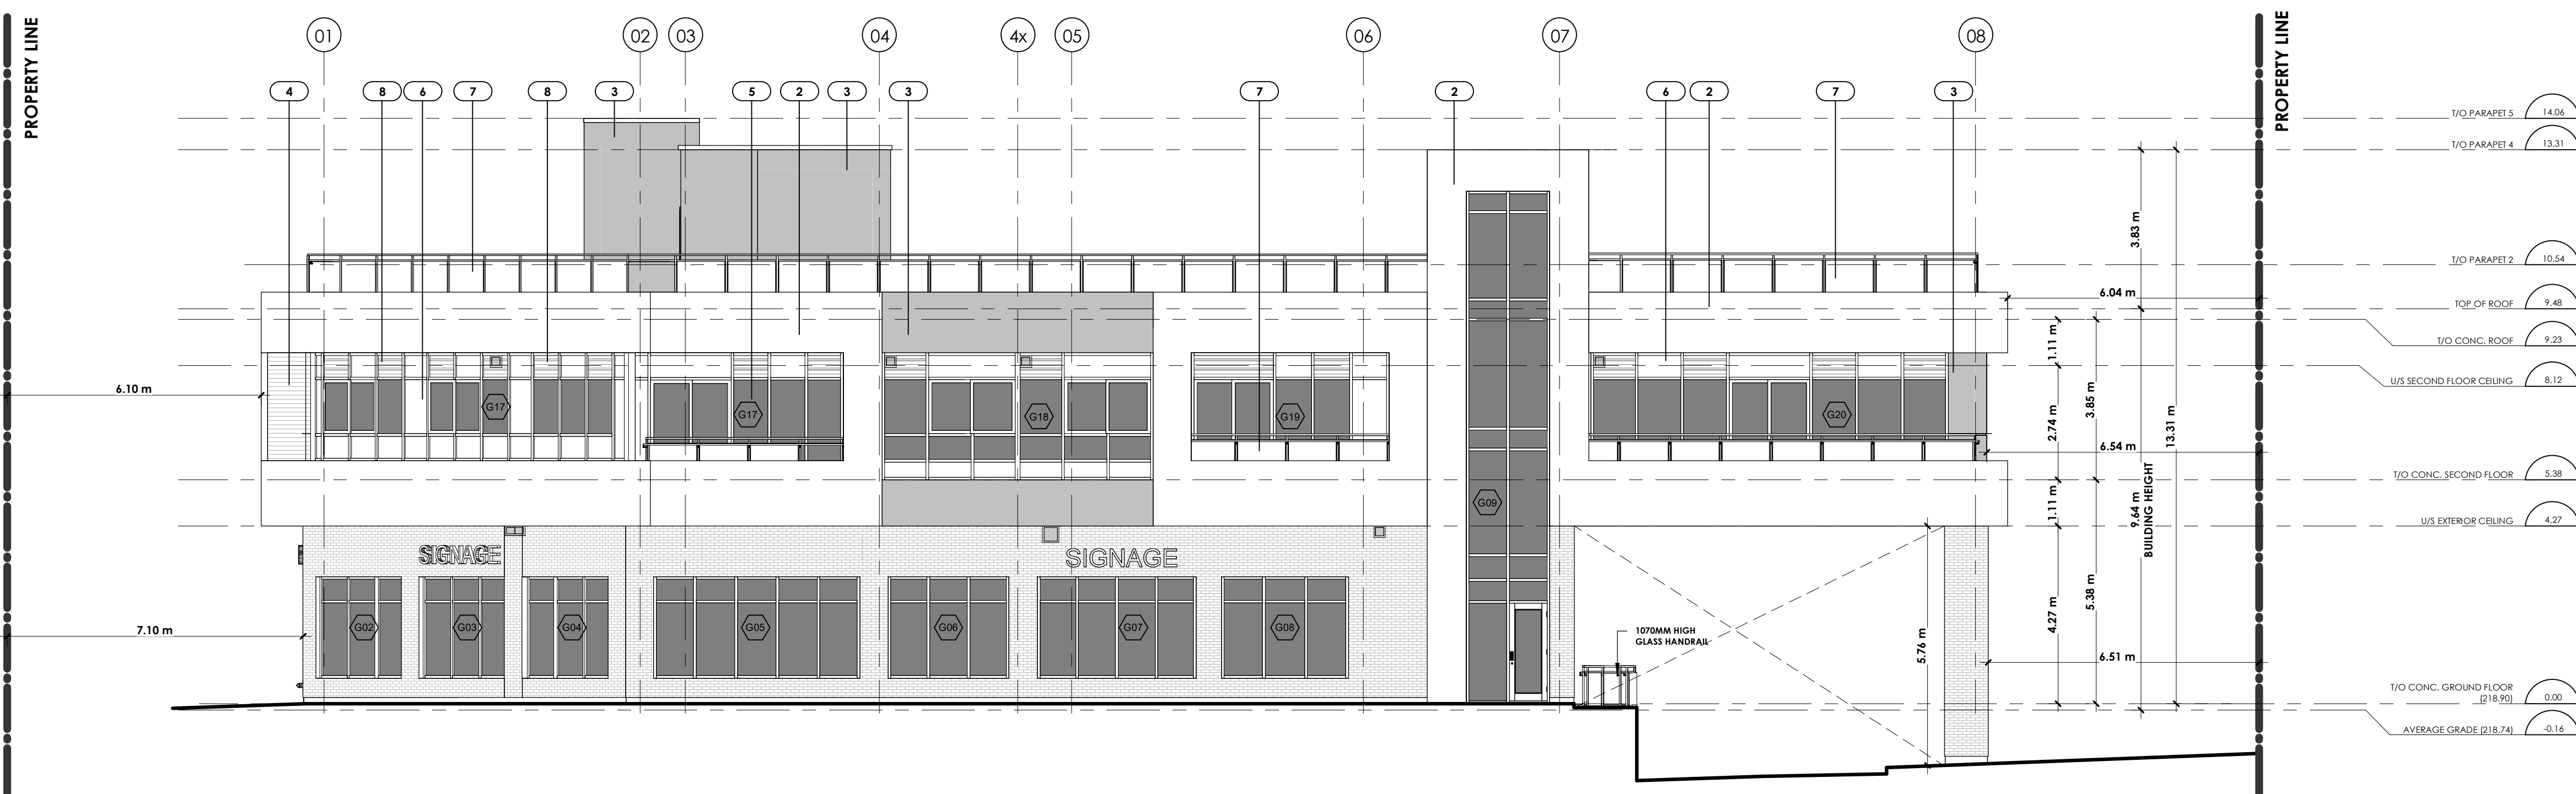 PROPERTY LINE
01
02
03
04
4x
05
06
07
08
PROPERTY LINE
4
8
6
7
8
3
5
2
3
3
7
2
6
2
7
3
T/O PARAPET 5
14.06
T/O PARAPET 4
13.31
3.83 m
T/O PARAPET 2
10.54
6.04 m
TOP OF ROOF
9.48
1.11 m
T/O CONC. ROOF
9.23
U/S SECOND FLOOR CEILING
8.12
6.10 m
G17
G17
G18
G19
G20
2.74 m
3.85 m
13.31 m
6.54 m
T/O CONC. SECOND FLOOR
5.38
G09
1.11 m
9.64 m
BUILDING HEIGHT
U/S EXTERIOR CEILING
4.27
SIGNAGE
SIGNAGE
4.27 m
5.38 m
7.10 m
G02
G03
G04
G05
G06
G07
G08
1070MM HIGH
GLASS HANDRAIL
5.76 m
6.51 m
T/O CONC. GROUND FLOOR
(218.90)
0.00
AVERAGE GRADE (218.74)
-0.16